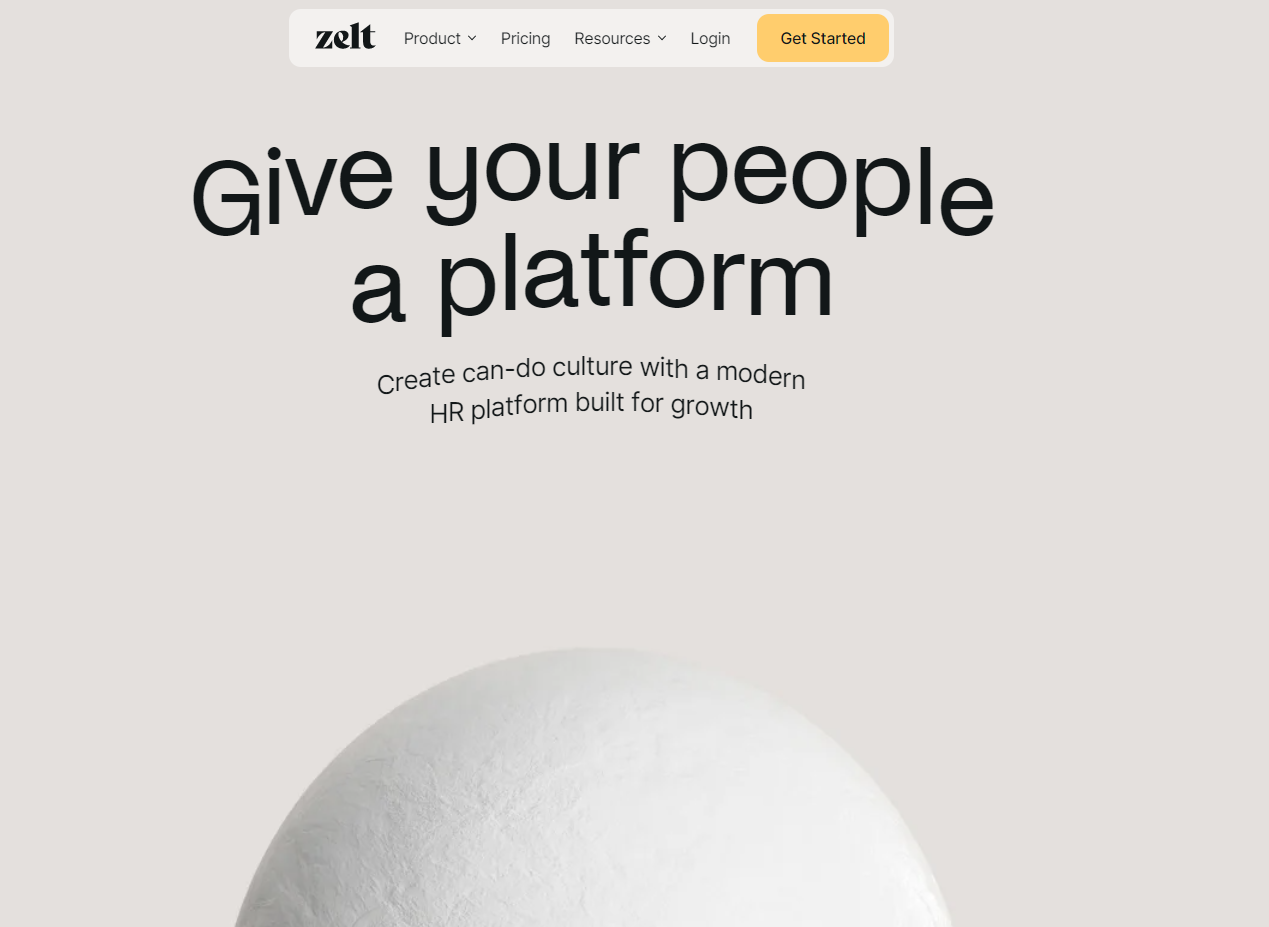 zelt Product Pricing Resources Login Get Started
Give your people
a platform
Create can-do culture with a modern
HR platform built for growth